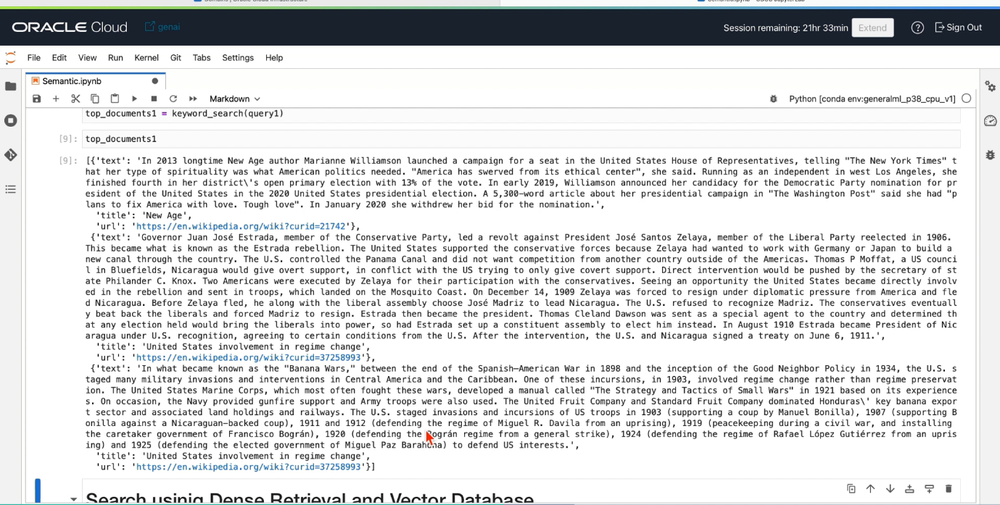 ORACLE Cloud
genai
Session remaining: 21hr 33min
Extend
Sign Out
File Edit View Run Kernel Git Tabs Settings Help
Semantic.ipynb
Markdown
Python [conda env:generalml_p38_cpu_v1]
top_documents1 = keyword_search(query1)
[9]: top_documents1
[9]: [{'text': 'In 2013 longtime New Age author Marianne Williamson launched a campaign for a seat in the United States House of Representatives, telling "The New York Times" t
hat her type of spirituality was what American politics needed. "America has swerved from its ethical center", she said. Running as an independent in west Los Angeles, she
finished fourth in her district\'s open primary election with 13% of the vote. In early 2019, Williamson announced her candidacy for the Democratic Party nomination for pr
esident of the United States in the 2020 United States presidential election. A 5,300-word article about her presidential campaign in "The Washington Post" said she had "p
lans to fix America with love. Tough love". In January 2020 she withdrew her bid for the nomination.',
'title': 'New Age',
'url': 'https://en.wikipedia.org/wiki?curid=21742'},
{'text': 'Governor Juan José Estrada, member of the Conservative Party, led a revolt against President José Santos Zelaya, member of the Liberal Party reelected in 1906.
This became what is known as the Estrada rebellion. The United States supported the conservative forces because Zelaya had wanted to work with Germany or Japan to build a
new canal through the country. The U.S. controlled the Panama Canal and did not want competition from another country outside of the Americas. Thomas P Moffat, a US counci
l in Bluefields, Nicaragua would give overt support, in conflict with the US trying to only give covert support. Direct intervention would be pushed by the secretary of st
ate Philander C. Knox. Two Americans were executed by Zelaya for their participation with the conservatives. Seeing an opportunity the United States became directly involv
ed in the rebellion and sent in troops, which landed on the Mosquito Coast. On December 14, 1909 Zelaya was forced to resign under diplomatic pressure from America and fle
d Nicaragua. Before Zelaya fled, he along with the liberal assembly choose José Madriz to lead Nicaragua. The U.S. refused to recognize Madriz. The conservatives eventuall
y beat back the liberals and forced Madriz to resign. Estrada then became the president. Thomas Cleland Dawson was sent as a special agent to the country and determined th
at any election held would bring the liberals into power, so had Estrada set up a constituent assembly to elect him instead. In August 1910 Estrada became President of Nic
aragua under U.S. recognition, agreeing to certain conditions from the U.S. After the intervention, the U.S. and Nicaragua signed a treaty on June 6, 1911.',
'title': 'United States involvement in regime change',
'url': 'https://en.wikipedia.org/wiki?curid=37258993'},
{'text': 'In what became known as the "Banana Wars," between the end of the Spanish–American War in 1898 and the inception of the Good Neighbor Policy in 1934, the U.S. s
taged many military invasions and interventions in Central America and the Caribbean. One of these incursions, in 1903, involved regime change rather than regime preservat
ion. The United States Marine Corps, which most often fought these wars, developed a manual called "The Strategy and Tactics of Small Wars" in 1921 based on its experience
s. On occasion, the Navy provided gunfire support and Army troops were also used. The United Fruit Company and Standard Fruit Company dominated Honduras\' key banana expor
t sector and associated land holdings and railways. The U.S. staged invasions and incursions of US troops in 1903 (supporting a coup by Manuel Bonilla), 1907 (supporting B
onilla against a Nicaraguan-backed coup), 1911 and 1912 (defending the regime of Miguel R. Davila from an uprising), 1919 (peacekeeping during a civil war, and installing
the caretaker government of Francisco Bográn), 1920 (defending the Bográn regime from a general strike), 1924 (defending the regime of Rafael López Gutiérrez from an upris
ing) and 1925 (defending the elected government of Miguel Paz Barahona) to defend US interests.',
'title': 'United States involvement in regime change',
'url': 'https://en.wikipedia.org/wiki?curid=37258993'}]
Search usinig Dense Retrieval and Vector Database